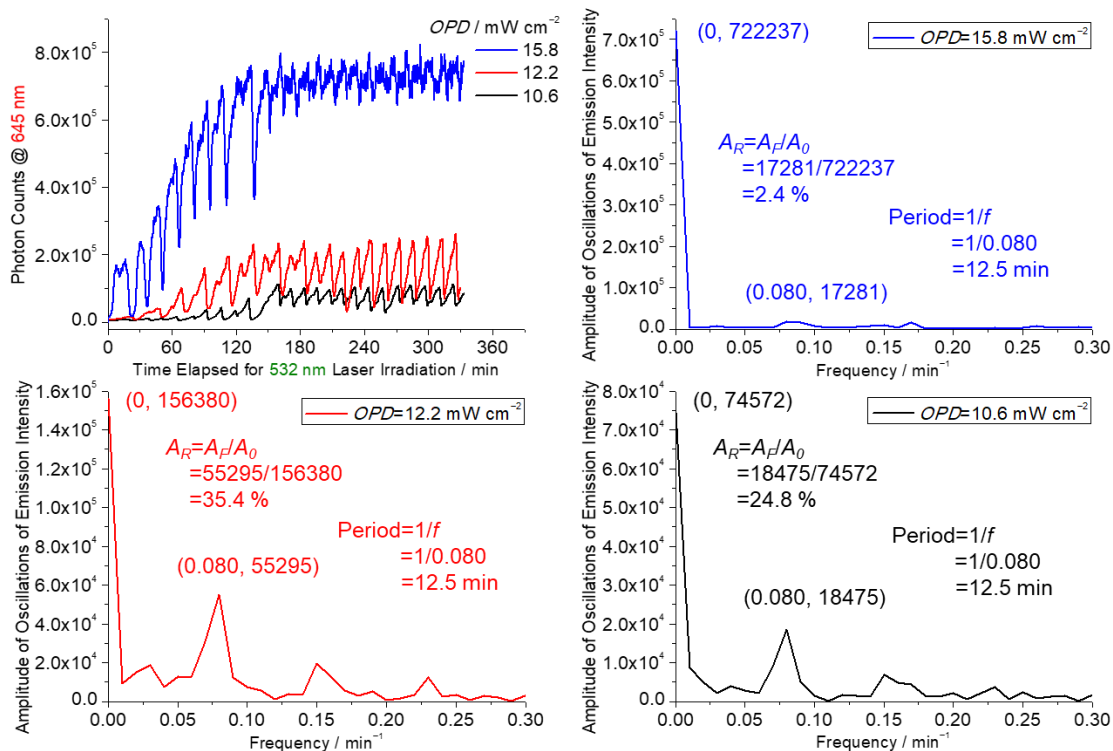 OPD / mW cm⁻²
15.8
12.2
10.6
8.0x10⁵
6.0x10⁵
4.0x10⁵
2.0x10⁵
0.0
Photon Counts @ 645 nm
0 60 120 180 240 300 360
Time Elapsed for 532 nm Laser Irradiation / min
(0, 722237)
OPD=15.8 mW cm⁻²
7.0x10⁵
6.0x10⁵
5.0x10⁵
4.0x10⁵
3.0x10⁵
2.0x10⁵
1.0x10⁵
0.0
Amplitude of Oscillations of Emission Intensity
A_R=A_F/A_0
=17281/722237
=2.4 %
Period=1/f
=1/0.080
=12.5 min
(0.080, 17281)
0.00 0.05 0.10 0.15 0.20 0.25 0.30
Frequency / min⁻¹
(0, 156380)
OPD=12.2 mW cm⁻²
1.6x10⁵
1.4x10⁵
1.2x10⁵
1.0x10⁵
8.0x10⁴
6.0x10⁴
4.0x10⁴
2.0x10⁴
0.0
Amplitude of Oscillations of Emission Intensity
A_R=A_F/A_0
=55295/156380
=35.4 %
Period=1/f
=1/0.080
=12.5 min
(0.080, 55295)
0.00 0.05 0.10 0.15 0.20 0.25 0.30
Frequency / min⁻¹
(0, 74572)
OPD=10.6 mW cm⁻²
8.0x10⁴
7.0x10⁴
6.0x10⁴
5.0x10⁴
4.0x10⁴
3.0x10⁴
2.0x10⁴
1.0x10⁴
0.0
Amplitude of Oscillations of Emission Intensity
A_R=A_F/A_0
=18475/74572
=24.8 %
Period=1/f
=1/0.080
=12.5 min
(0.080, 18475)
0.00 0.05 0.10 0.15 0.20 0.25 0.30
Frequency / min⁻¹